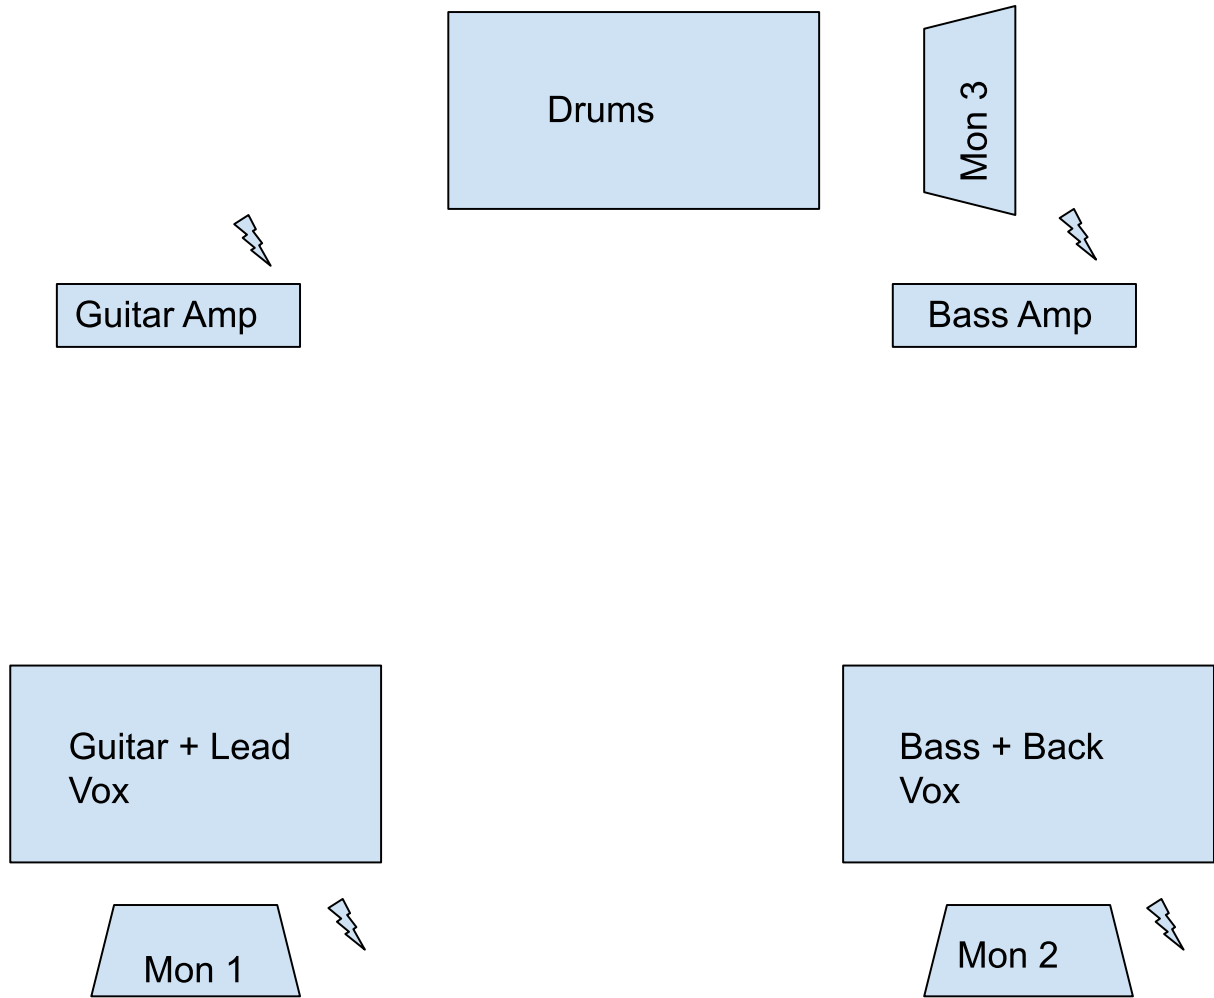 Drums
Mon 3
Guitar Amp
Bass Amp
Guitar + Lead
Vox
Bass + Back
Vox
Mon 1
Mon 2